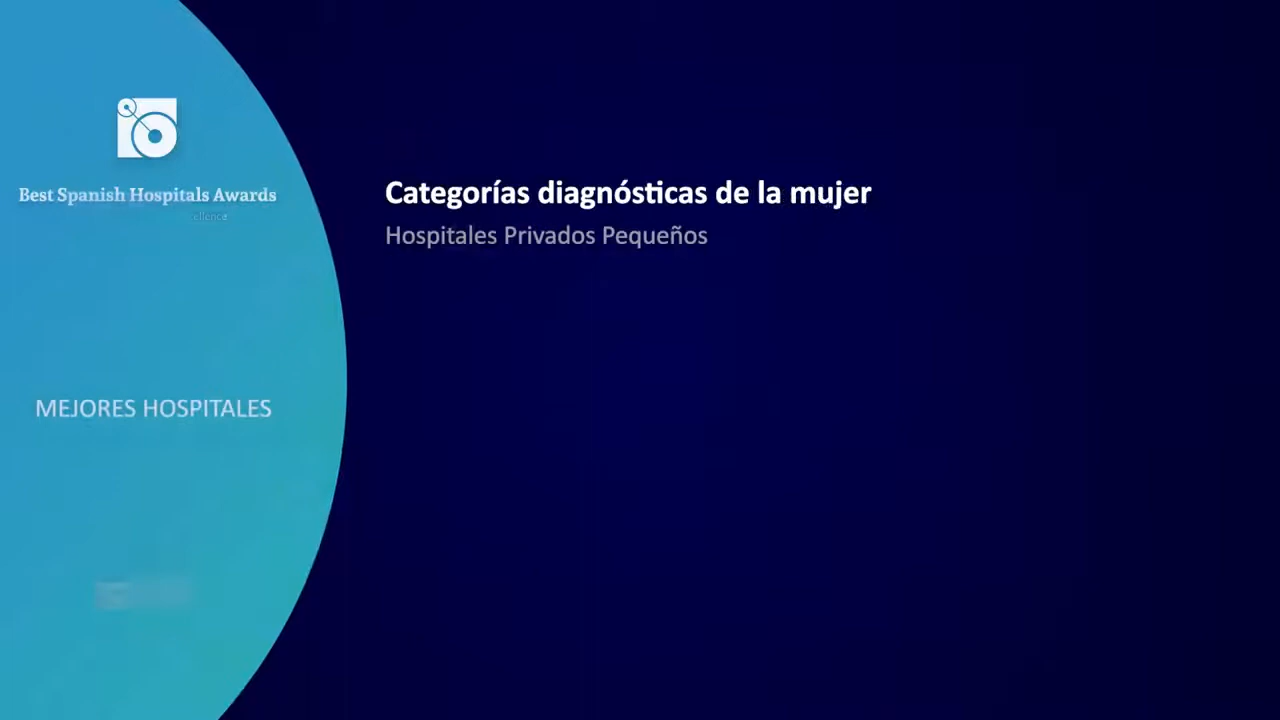 Best Spanish Hospitals Awards
MEJORES HOSPITALES
Categorías diagnósticas de la mujer
Hospitales Privados Pequeños